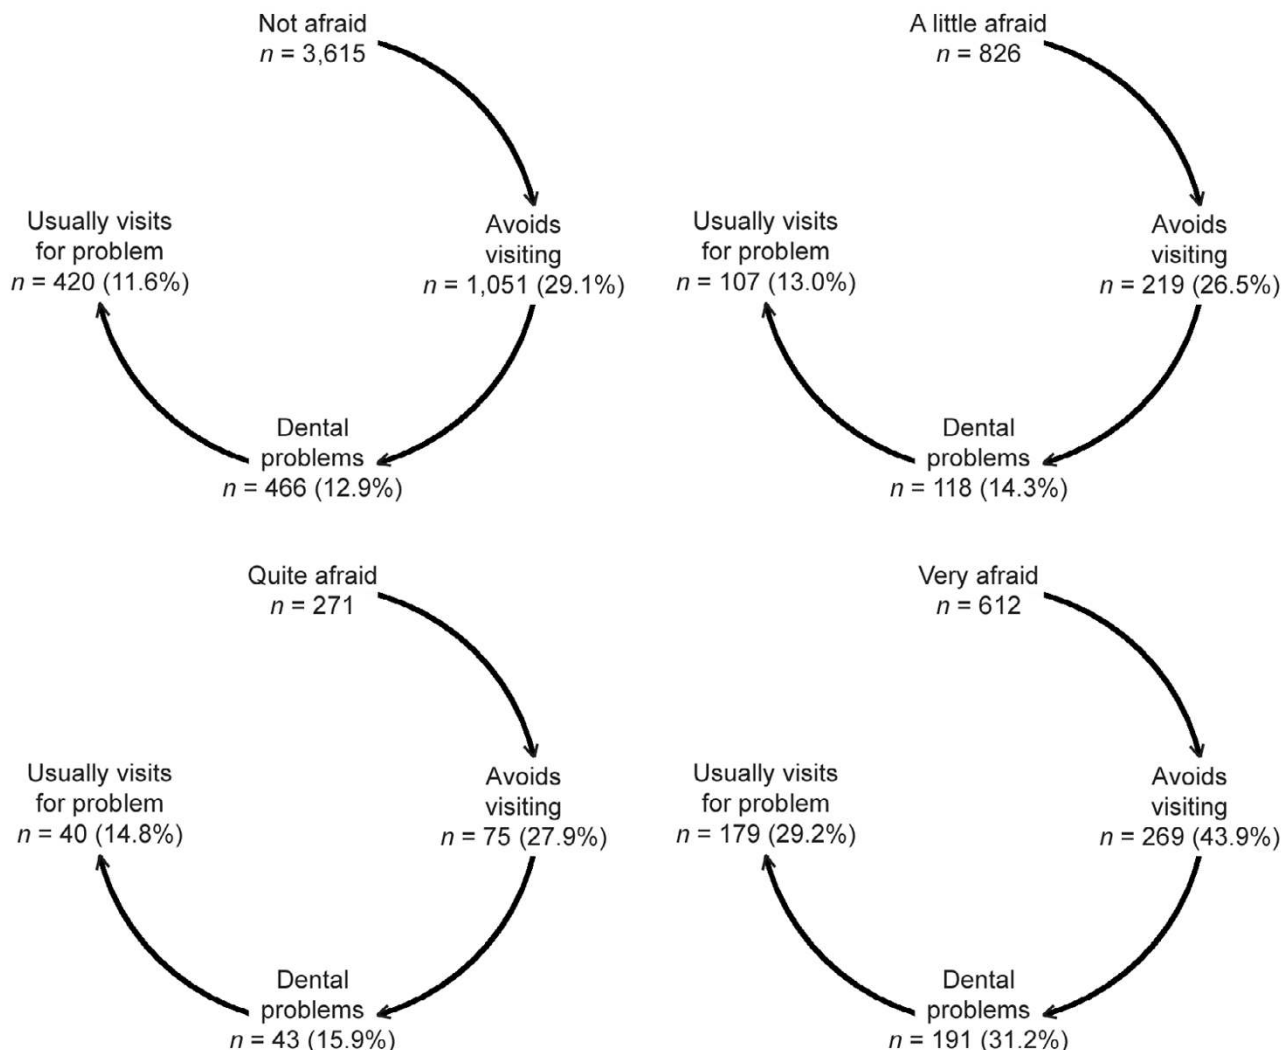 Not afraid
n = 3,615
Avoids
visiting
n = 1,051 (29.1%)
Dental
problems
n = 466 (12.9%)
Usually visits
for problem
n = 420 (11.6%)
A little afraid
n = 826
Avoids
visiting
n = 219 (26.5%)
Dental
problems
n = 118 (14.3%)
Usually visits
for problem
n = 107 (13.0%)
Quite afraid
n = 271
Avoids
visiting
n = 75 (27.9%)
Dental
problems
n = 43 (15.9%)
Usually visits
for problem
n = 40 (14.8%)
Very afraid
n = 612
Avoids
visiting
n = 269 (43.9%)
Dental
problems
n = 191 (31.2%)
Usually visits
for problem
n = 179 (29.2%)